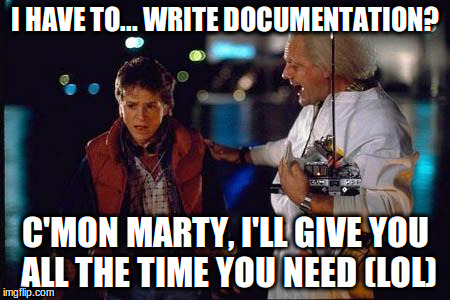 I HAVE TO... WRITE DOCUMENTATION?
C'MON MARTY, I'LL GIVE YOU
ALL THE TIME YOU NEED (LOL)
imgflip.com